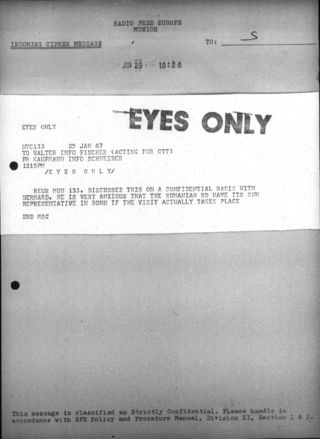 RADIO FREE EUROPE
MUNICH
INCOMING CIPHER MESSAGE TO: S
JAN 25 16:26
EYES ONLY
EYES ONLY
NYC133 25 JAN 67
TO WALTER INFO FISCHER (ACTING FOR OTT)
FM KAUFMANN INFO SCHNEIDER
1215PM
/E Y E S O N L Y/
REUR MUN 133. DISCUSSED THIS ON A CONFIDENTIAL BASIS WITH
BERNARD. HE IS VERY ANXIOUS THAT THE RUMANIAN BD HAVE ITS OWN
REPRESENTATIVE IN BONN IF THE VISIT ACTUALLY TAKES PLACE
END MSG
This message is classified as Strictly Confidential. Please handle in
accordance with RFE Policy and Procedure Manual, Division XI, Section 1 & 2.